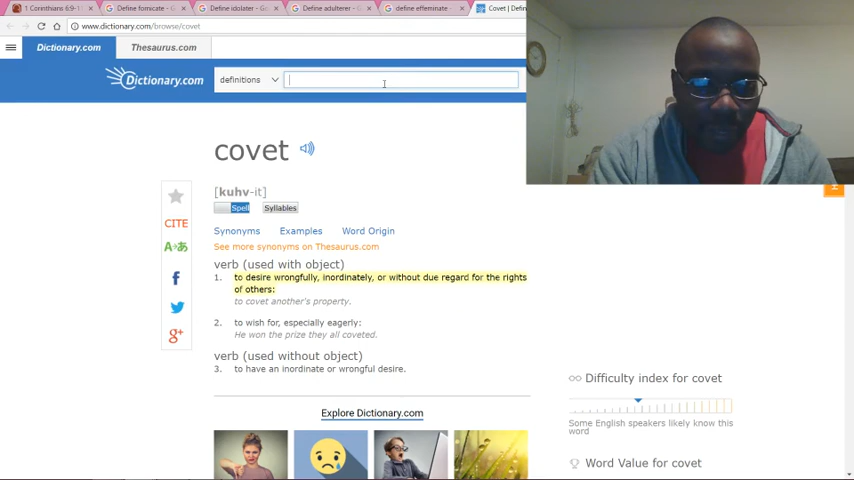 1 Corinthians 6:9-1
Define fornicate - G
Define idolater - G
Define adulterer - G
define effeminate -
Covet | Defin
www.dictionary.com/browse/covet
Dictionary.com
Thesaurus.com
Dictionary.com
definitions
covet
[kuhv-it]
Spell
Syllables
CITE
Synonyms
Examples
Word Origin
See more synonyms on Thesaurus.com
verb (used with object)
1. to desire wrongfully, inordinately, or without due regard for the rights
of others:
to covet another's property.
2. to wish for, especially eagerly:
He won the prize they all coveted.
verb (used without object)
3. to have an inordinate or wrongful desire.
Explore Dictionary.com
Difficulty index for covet
Some English speakers likely know this
word
Word Value for covet